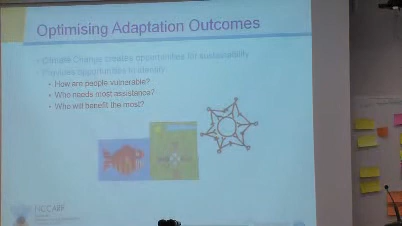 Optimising Adaptation Outcomes
• Climate Change creates opportunities for sustainability
• Provides opportunities to identify
• How are people vulnerable?
• Who needs most assistance?
• Who will benefit the most?
NCCARF